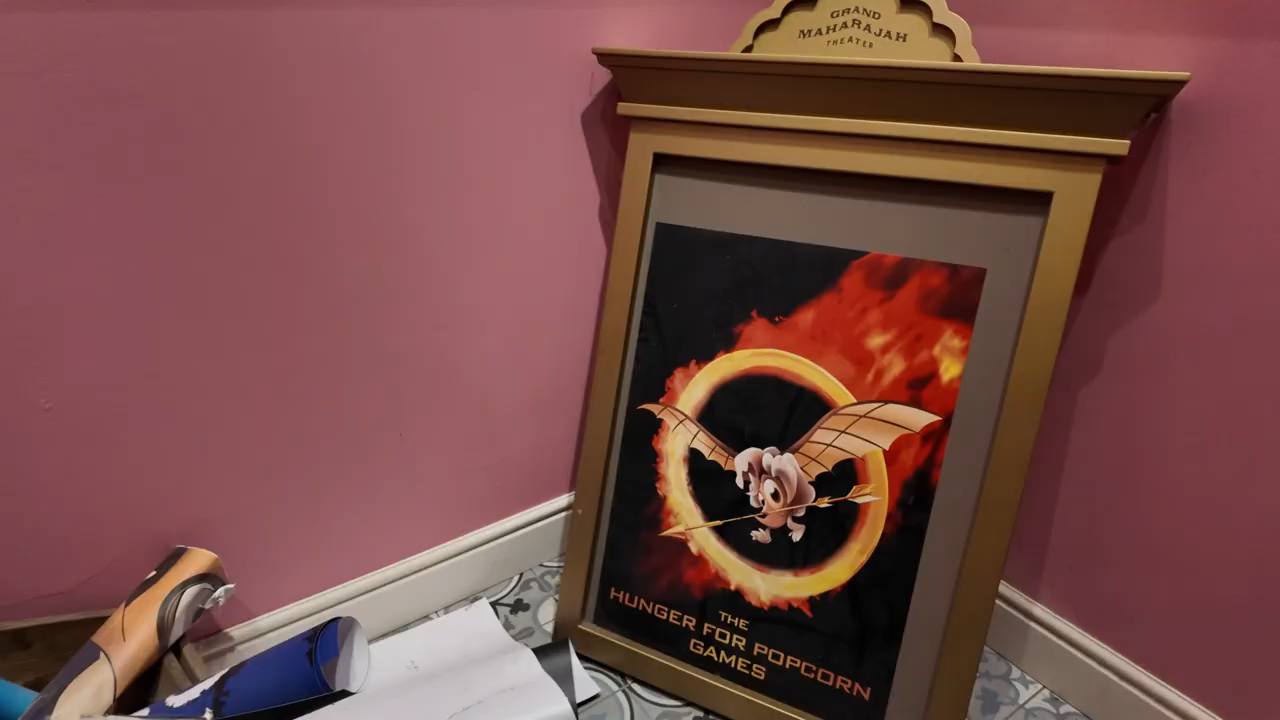 GRAND
MAHARAJAH
THEATER
THE
HUNGER FOR POPCORN
GAMES